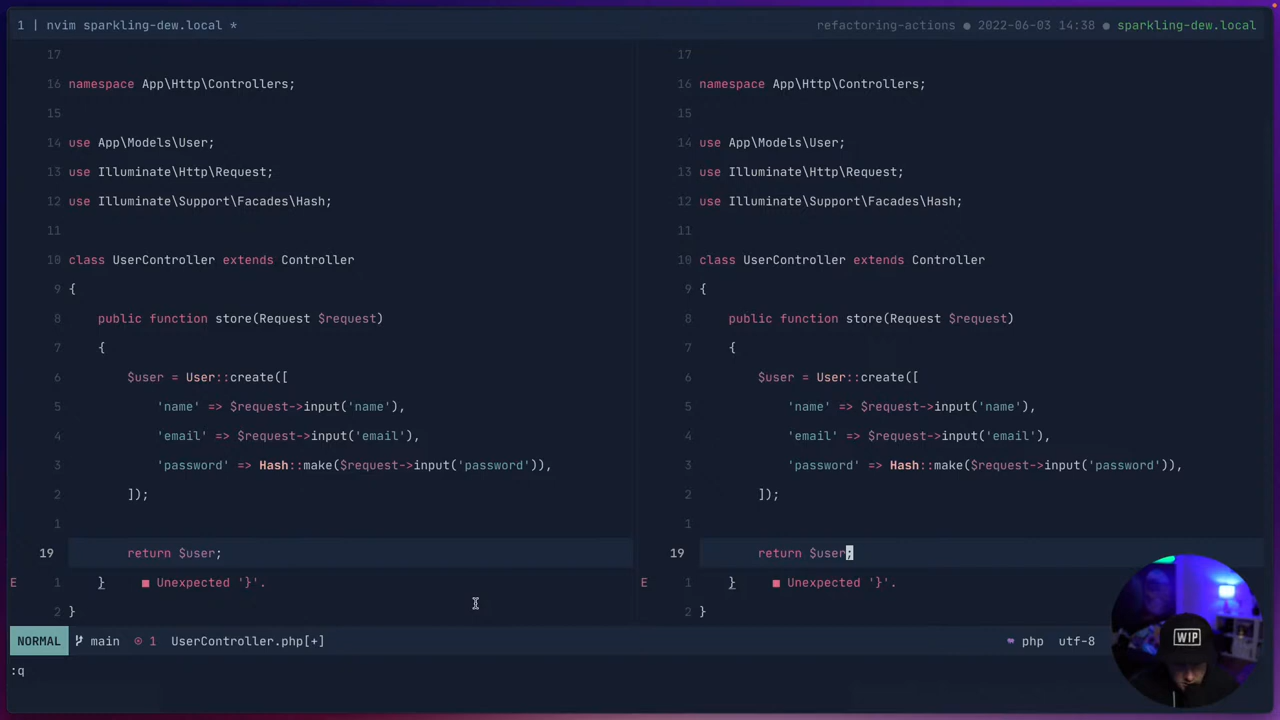 1 | nvim sparkling-dew.local *
refactoring-actions ● 2022-06-03 14:38 ● sparkling-dew.local
17
16 namespace App\Http\Controllers;
15
14 use App\Models\User;
13 use Illuminate\Http\Request;
12 use Illuminate\Support\Facades\Hash;
11
10 class UserController extends Controller
9 {
8     public function store(Request $request)
7     {
6         $user = User::create([
5             'name' => $request->input('name'),
4             'email' => $request->input('email'),
3             'password' => Hash::make($request->input('password')),
2         ]);
1
19         return $user;
E 1     }     ■ Unexpected '}'.
2 }
17
16 namespace App\Http\Controllers;
15
14 use App\Models\User;
13 use Illuminate\Http\Request;
12 use Illuminate\Support\Facades\Hash;
11
10 class UserController extends Controller
9 {
8     public function store(Request $request)
7     {
6         $user = User::create([
5             'name' => $request->input('name'),
4             'email' => $request->input('email'),
3             'password' => Hash::make($request->input('password')),
2         ]);
1
19         return $user;
E 1     }     ■ Unexpected '}'.
2 }
NORMAL main 1 UserController.php[+]
php utf-8
:q
WIP